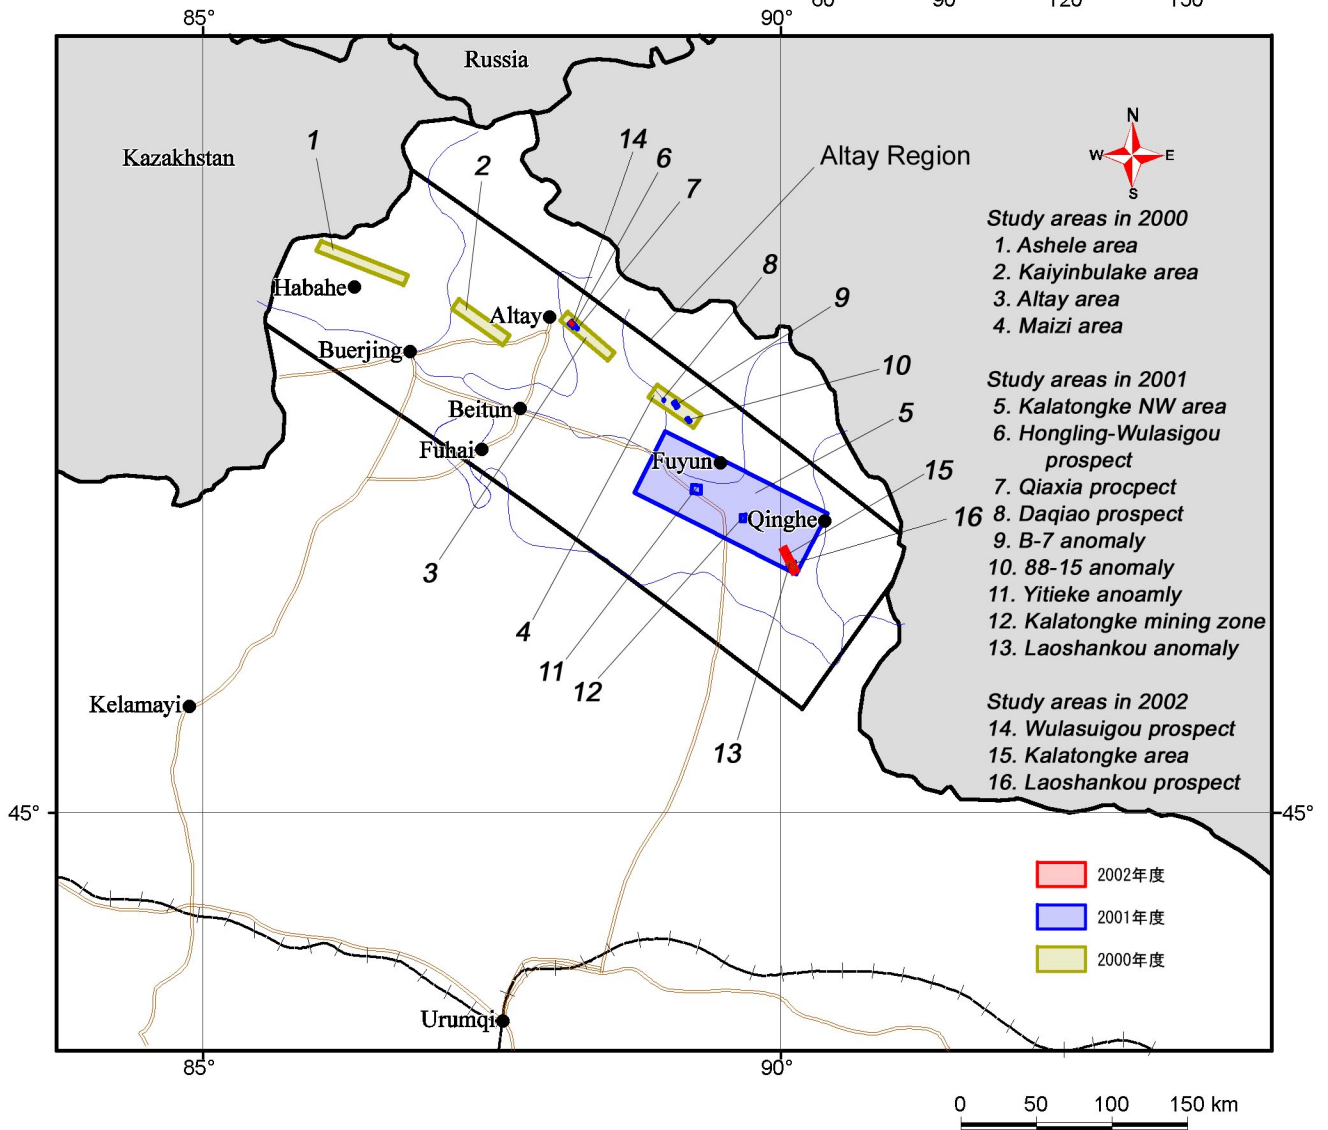 60 90 120 150
85° 90°
Russia
Kazakhstan
N
W E
S
1
2
14
6
7
Altay Region
8
9
10
5
15
16
3
4
11
12
13
Habahe
Altay
Buerjing
Beitun
Fuhai
Fuyun
Qinghe
Kelamayi
Urumqi
Study areas in 2000
1. Ashele area
2. Kaiyinbulake area
3. Altay area
4. Maizi area
Study areas in 2001
5. Kalatongke NW area
6. Hongling-Wulasigou
prospect
7. Qiaxia procpect
8. Daqiao prospect
9. B-7 anomaly
10. 88-15 anomaly
11. Yitieke anoamly
12. Kalatongke mining zone
13. Laoshankou anomaly
Study areas in 2002
14. Wulasuigou prospect
15. Kalatongke area
16. Laoshankou prospect
45° 45°
2002年度
2001年度
2000年度
85° 90°
0 50 100 150 km